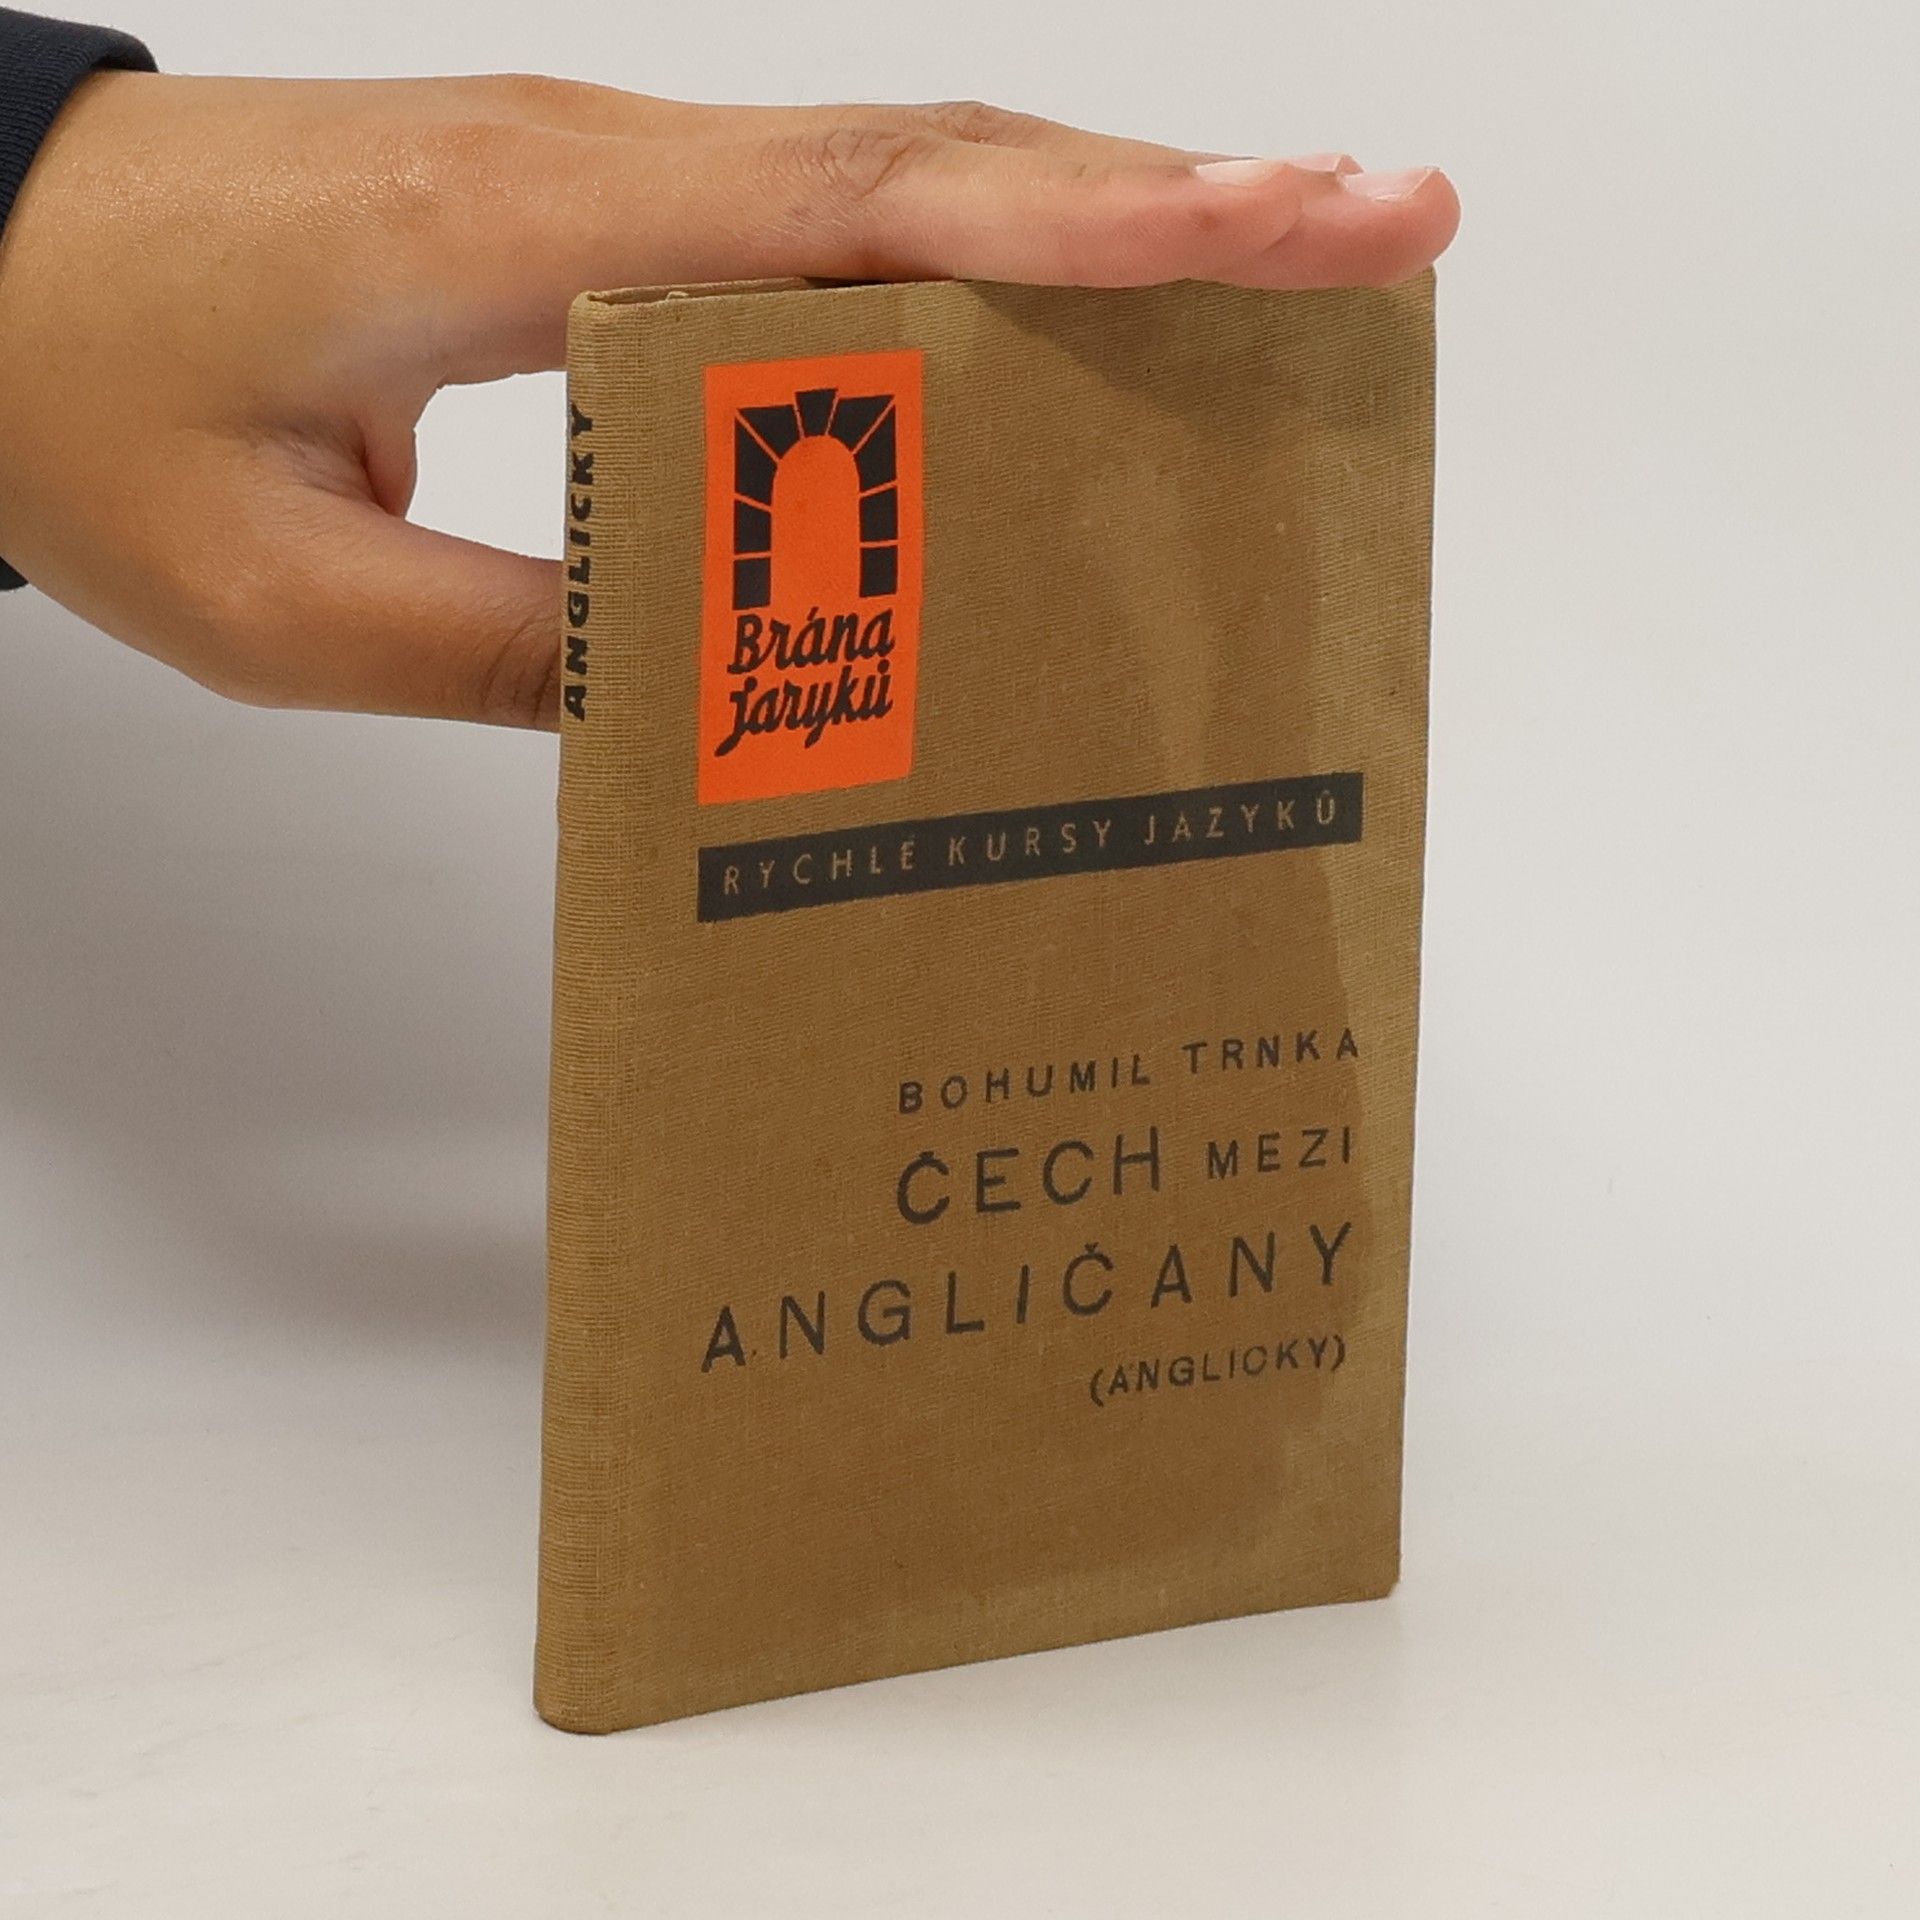 ANGLICKY
Brána
jazyků
RYCHLÉ KURSY JAZYKŮ
BOHUMIL TRNKA
ČECH MEZI
ANGLIČANY
(ANGLICKY)